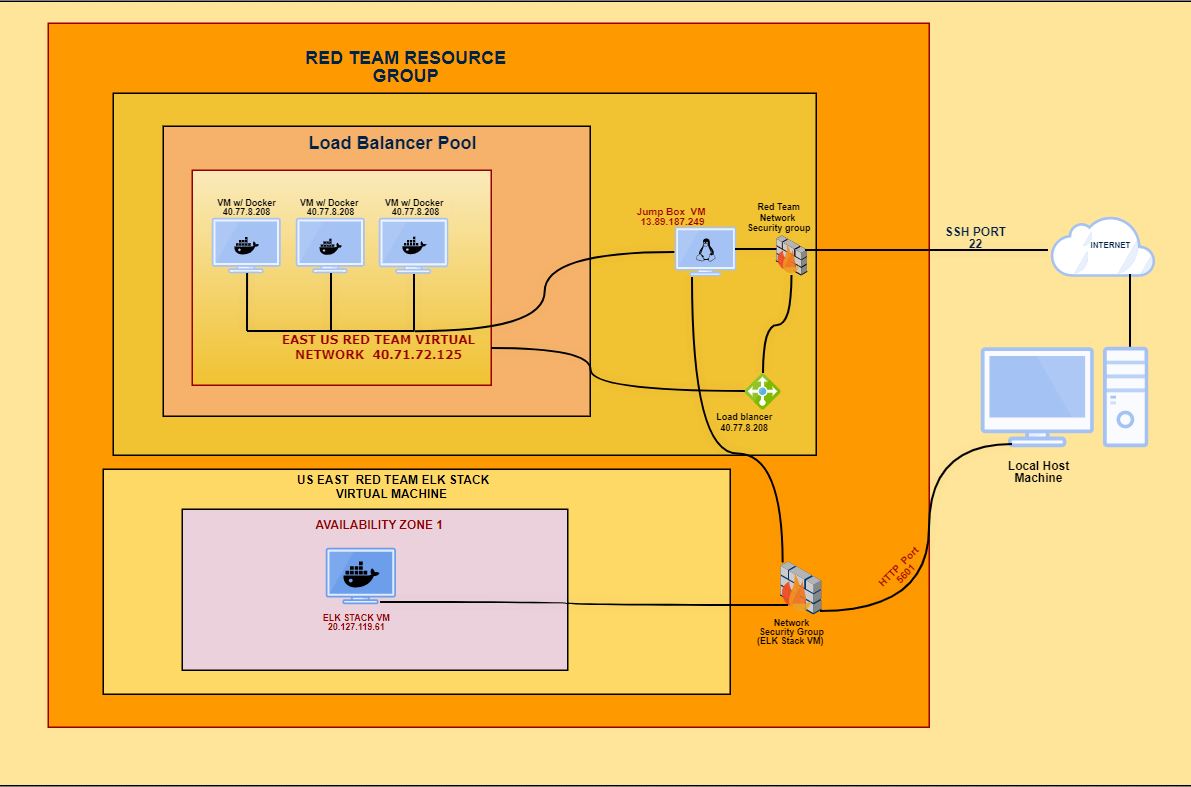 RED TEAM RESOURCE
GROUP
Load Balancer Pool
VM w/ Docker
40.77.8.208
VM w/ Docker
40.77.8.208
VM w/ Docker
40.77.8.208
EAST US RED TEAM VIRTUAL
NETWORK 40.71.72.125
Jump Box VM
13.89.187.249
Red Team
Network
Security group
SSH PORT
22
INTERNET
Load blancer
40.77.8.208
Local Host
Machine
US EAST RED TEAM ELK STACK
VIRTUAL MACHINE
AVAILABILITY ZONE 1
ELK STACK VM
20.127.119.61
HTTP Port
5601
Network
Security Group
(ELK Stack VM)